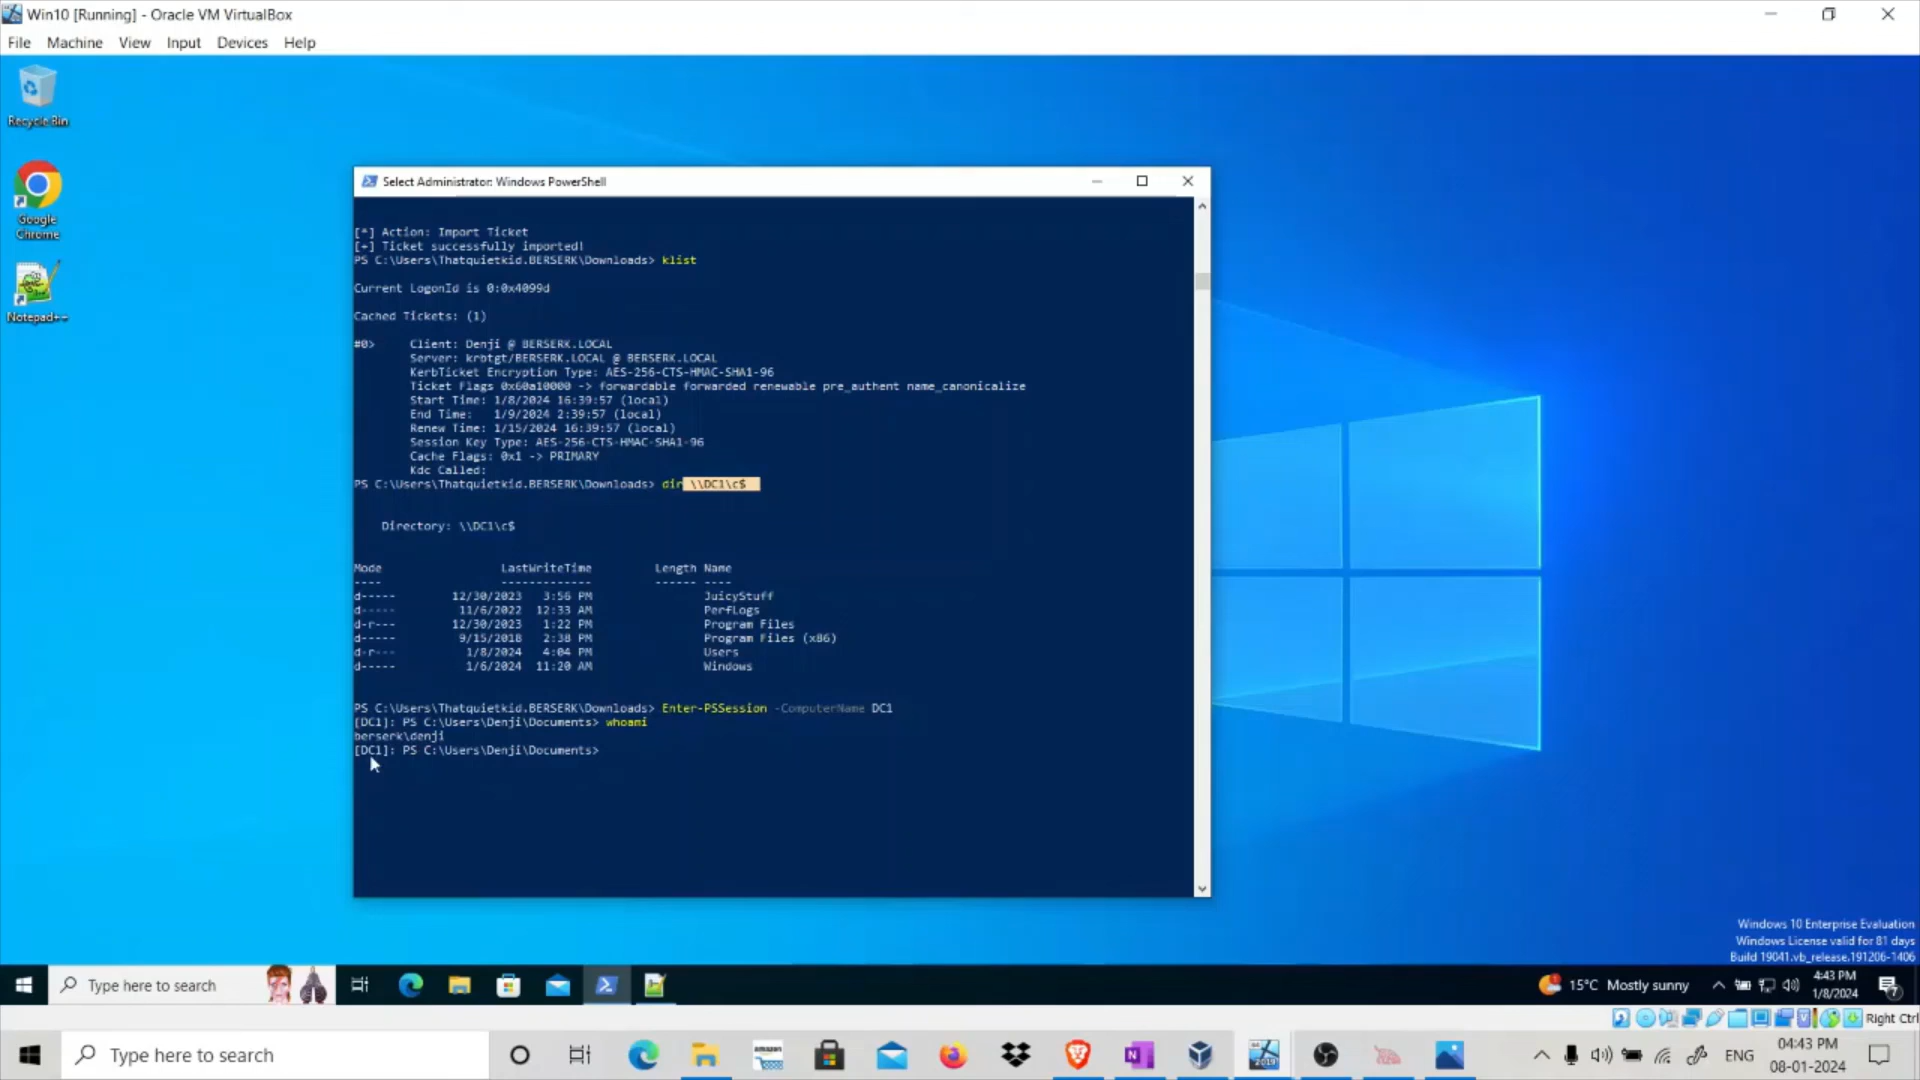 Win10 [Running] - Oracle VM VirtualBox
File Machine View Input Devices Help
Recycle Bin
Google
Chrome
Notepad++
Select Administrator: Windows PowerShell
[*] Action: Import Ticket
[+] Ticket successfully imported!
PS C:\Users\Thatquietkid.BERSERK\Downloads> klist
Current LogonId is 0:0x4099d
Cached Tickets: (1)
#0> Client: Denji @ BERSERK.LOCAL
Server: krbtgt/BERSERK.LOCAL @ BERSERK.LOCAL
KerbTicket Encryption Type: AES-256-CTS-HMAC-SHA1-96
Ticket Flags 0x60a10000 -> forwardable forwarded renewable pre_authent name_canonicalize
Start Time: 1/8/2024 16:39:57 (local)
End Time: 1/9/2024 2:39:57 (local)
Renew Time: 1/15/2024 16:39:57 (local)
Session Key Type: AES-256-CTS-HMAC-SHA1-96
Cache Flags: 0x1 -> PRIMARY
Kdc Called:
PS C:\Users\Thatquietkid.BERSERK\Downloads> dir \\DC1\c$
Directory: \\DC1\c$
Mode LastWriteTime Length Name
---- ------------- ------ ----
d----- 12/30/2023 3:56 PM JuicyStuff
d----- 11/6/2022 12:33 AM PerfLogs
d-r--- 12/30/2023 1:22 PM Program Files
d----- 9/15/2018 2:38 PM Program Files (x86)
d-r--- 1/8/2024 4:04 PM Users
d----- 1/6/2024 11:20 AM Windows
PS C:\Users\Thatquietkid.BERSERK\Downloads> Enter-PSSession -ComputerName DC1
[DC1]: PS C:\Users\Denji\Documents> whoami
berserk\denji
[DC1]: PS C:\Users\Denji\Documents>
Windows 10 Enterprise Evaluation
Windows License valid for 81 days
Build 19041.vb_release.191206-1406
Type here to search
15°C Mostly sunny
4:43 PM
1/8/2024
7
Right Ctrl
Type here to search
amazon
N
2019
ENG
04:43 PM
08-01-2024